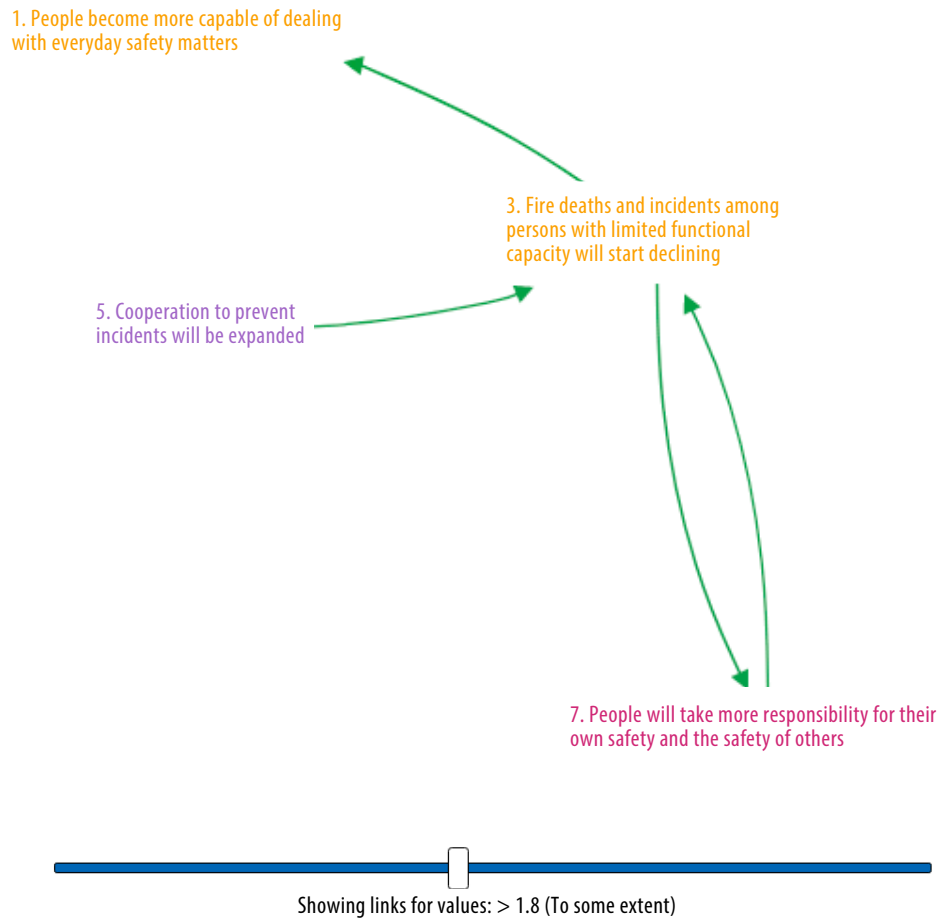 1. People become more capable of dealing
with everyday safety matters
3. Fire deaths and incidents among
persons with limited functional
capacity will start declining
5. Cooperation to prevent
incidents will be expanded
7. People will take more responsibility for their
own safety and the safety of others
Showing links for values: > 1.8 (To some extent)